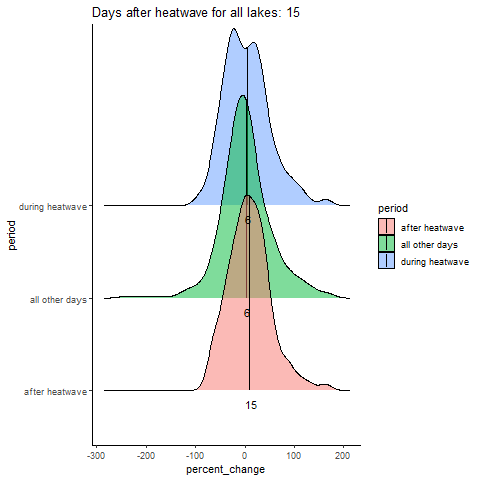 Days after heatwave for all lakes: 15
during heatwave
all other days
after heatwave
period
6
6
15
-300 -200 -100 0 100 200
percent_change
period
after heatwave
all other days
during heatwave